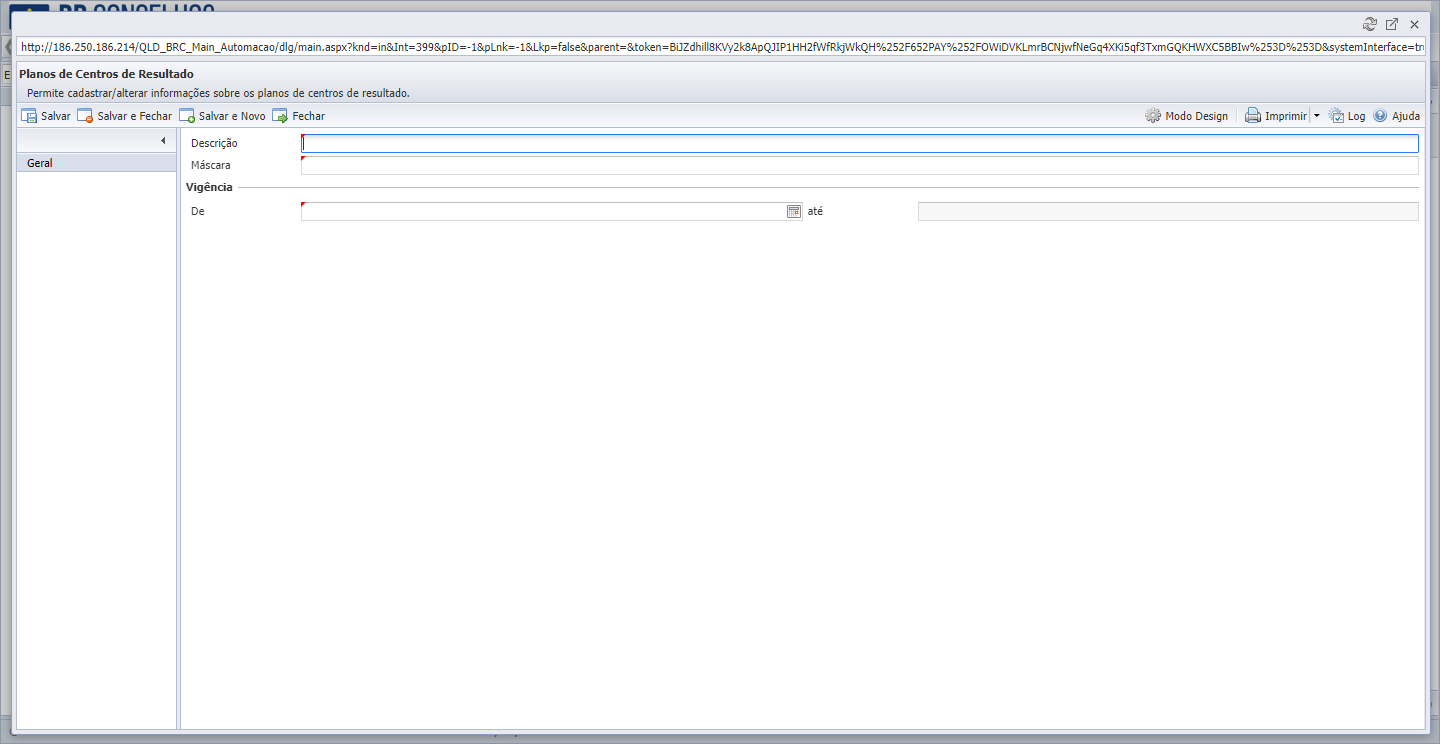 http://186.250.186.214/QLD_BRC_Main_Automacao/dlg/main.aspx?knd=in&Int=399&pID=-1&pLnk=-1&Lkp=false&parent=&token=BiJZdhill8KVy2k8ApQJIP1HH2fWfRkjWkQH%252F652PAY%252FOWiDVKLmrBCNjwfNeGq4XKi5qf3TxmGQKHWXC5BBIw%253D%253D&systemInterface=tru
Planos de Centros de Resultado
Permite cadastrar/alterar informações sobre os planos de centros de resultado.
Salvar Salvar e Fechar Salvar e Novo Fechar Modo Design Imprimir Log Ajuda
Geral
Descrição
Máscara
Vigência
De até